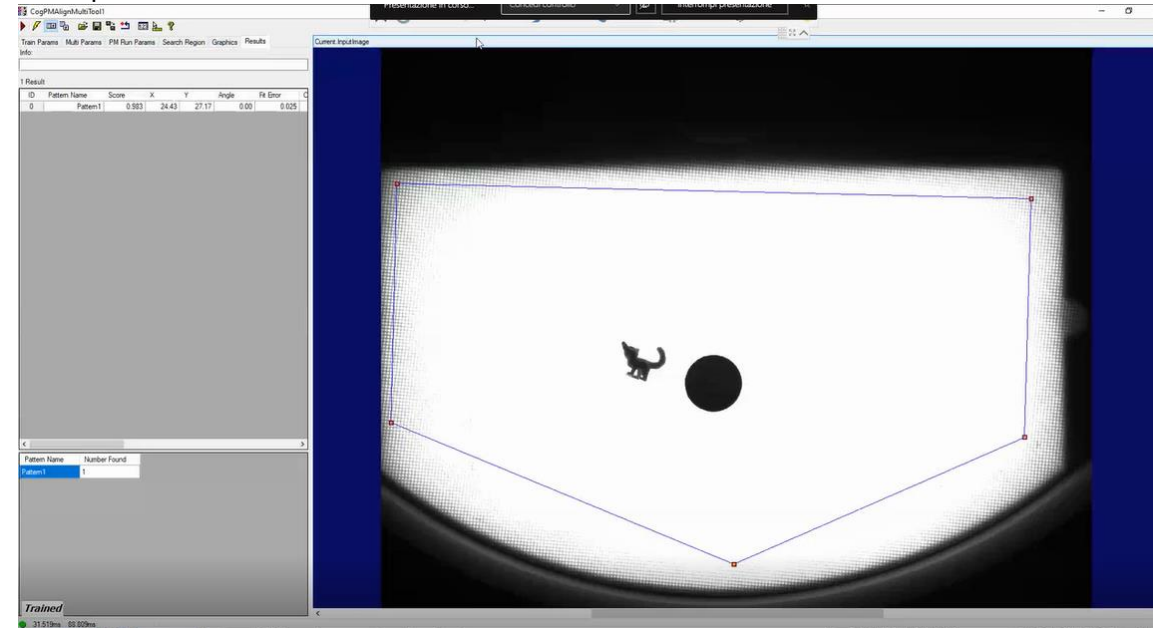 CogPMAlignMultiTool1
Presentazione in corso...
Concedi controllo
Interrompi presentazione
Train Params Multi Params PM Run Params Search Region Graphics Results
Current.InputImage
Info:
1 Result
ID Pattern Name Score X Y Angle Fit Error C
0 Pattern1 0.983 24.43 27.17 0.00 0.025
Pattern Name Number Found
Pattern1 1
Trained
31.519ms 88.809ms